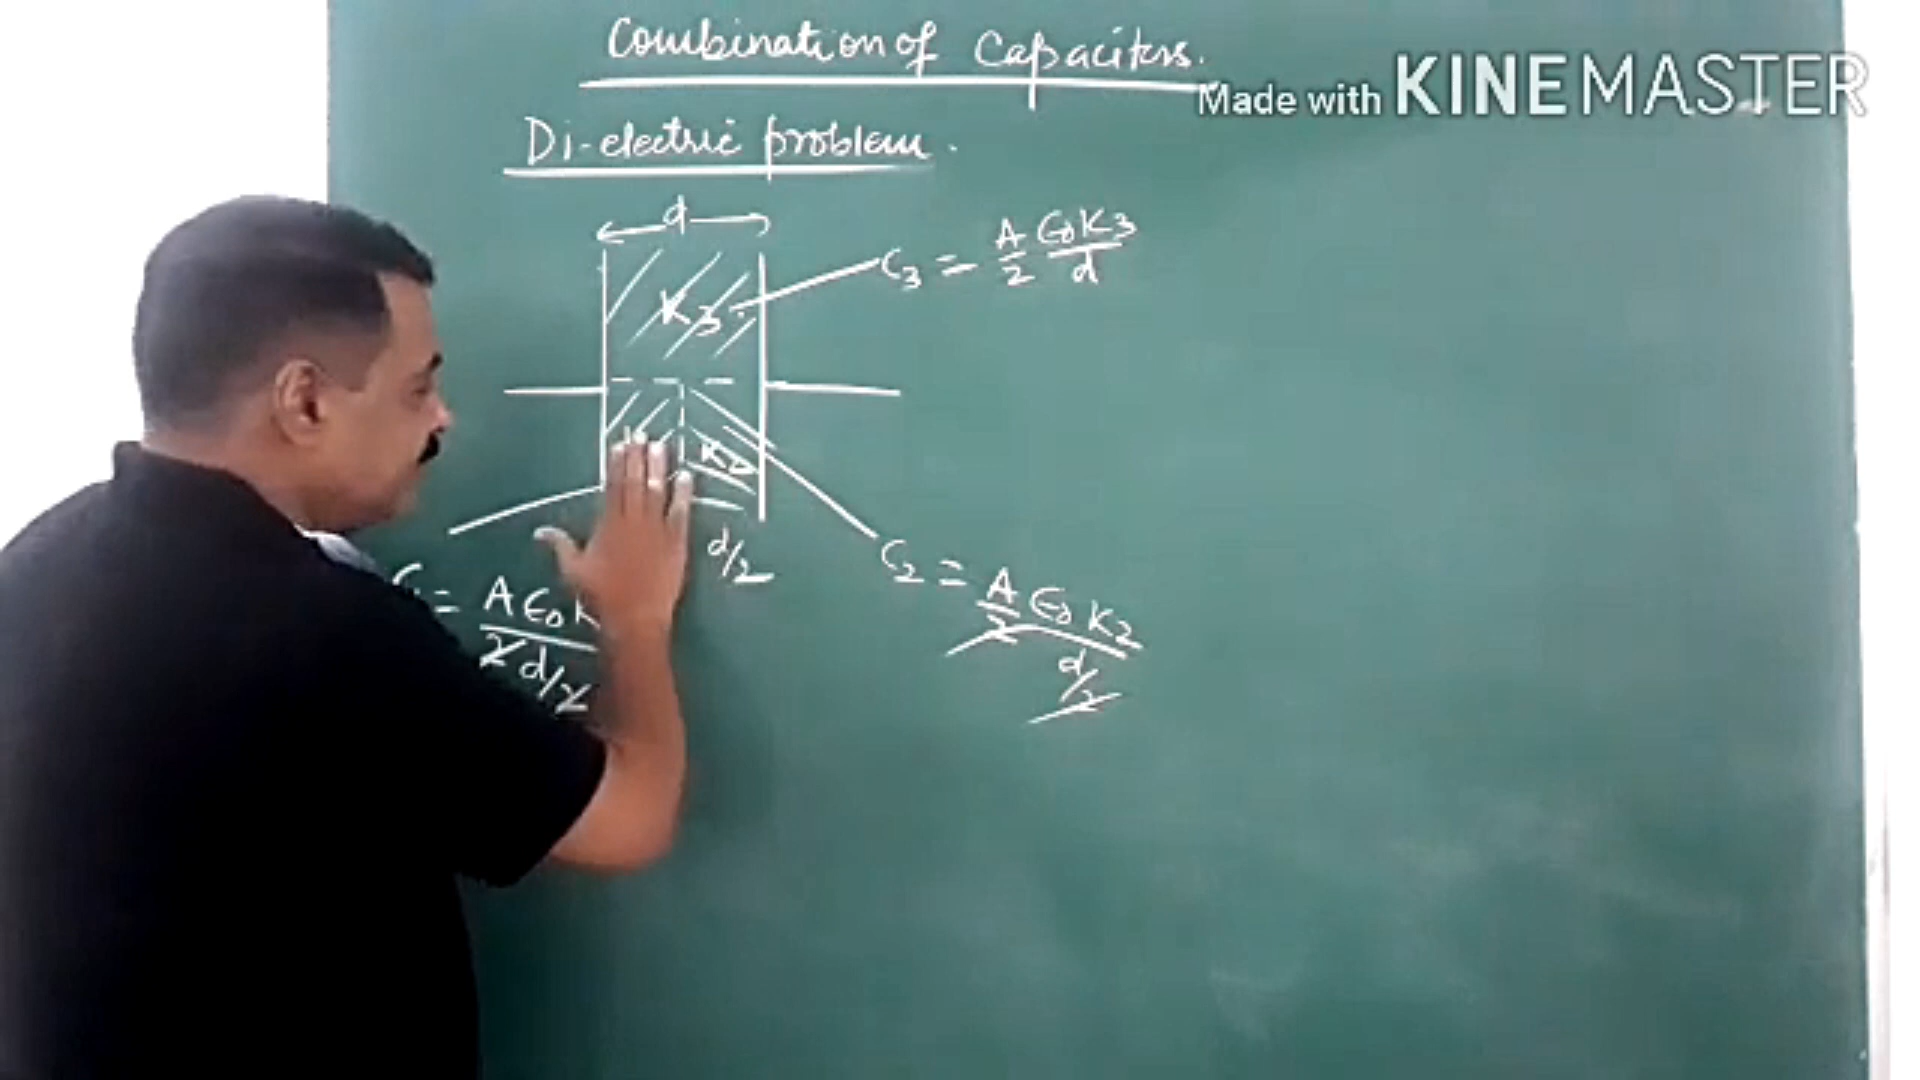 Combination of Capacitors.
Made with KINEMASTER
Di-electric problem.
d
C3 = A/2 ϵ0K3/d
K3
K2
d/2
C2 = A/2 ϵ0 K2 / d/2
= Aϵ0K / 2 d/2